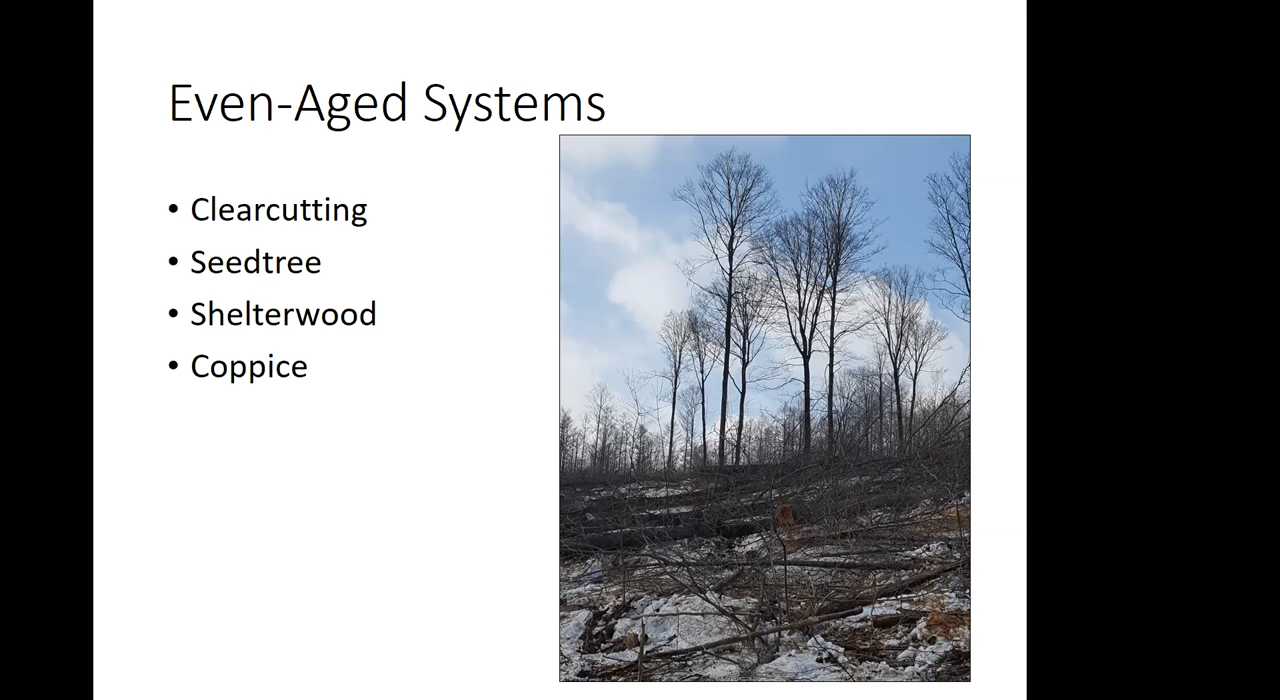 Even-Aged Systems
• Clearcutting
• Seedtree
• Shelterwood
• Coppice